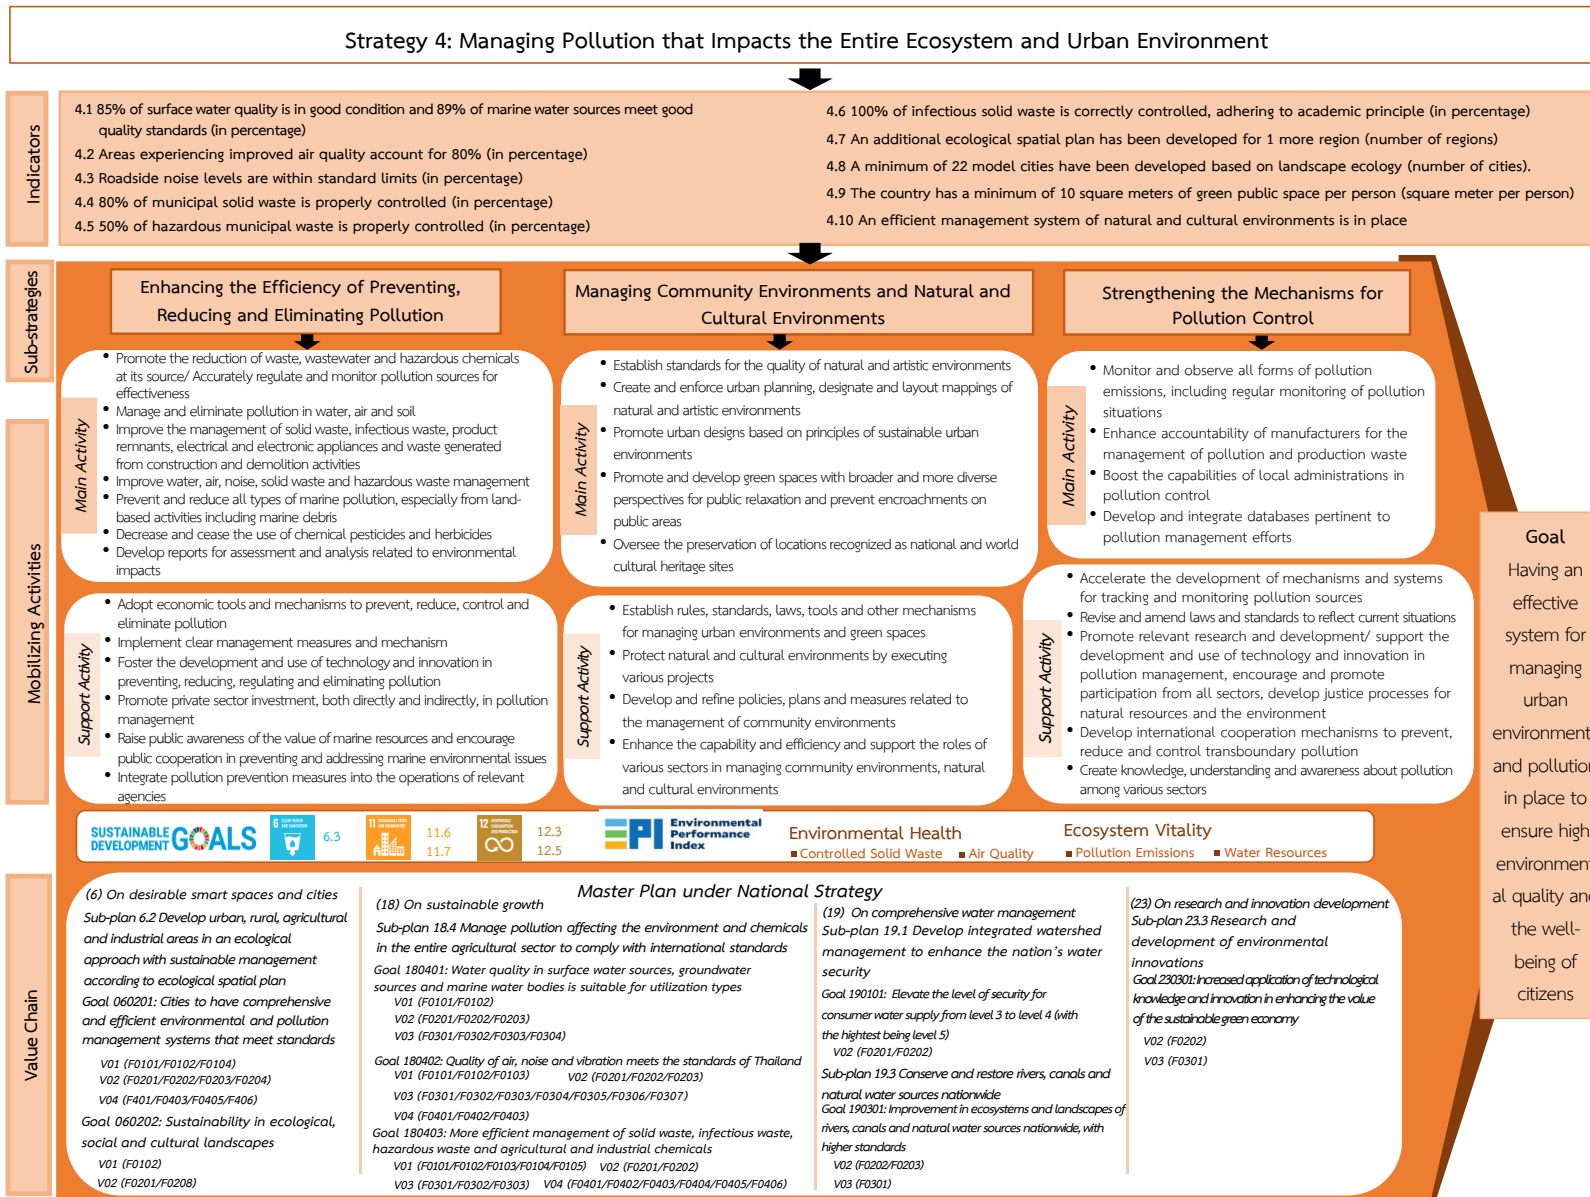 Strategy 4: Managing Pollution that Impacts the Entire Ecosystem and Urban Environment
Indicators
4.1 85% of surface water quality is in good condition and 89% of marine water sources meet good
quality standards (in percentage)
4.2 Areas experiencing improved air quality account for 80% (in percentage)
4.3 Roadside noise levels are within standard limits (in percentage)
4.4 80% of municipal solid waste is properly controlled (in percentage)
4.5 50% of hazardous municipal waste is properly controlled (in percentage)
4.6 100% of infectious solid waste is correctly controlled, adhering to academic principle (in percentage)
4.7 An additional ecological spatial plan has been developed for 1 more region (number of regions)
4.8 A minimum of 22 model cities have been developed based on landscape ecology (number of cities).
4.9 The country has a minimum of 10 square meters of green public space per person (square meter per person)
4.10 An efficient management system of natural and cultural environments is in place
Sub-strategies
Enhancing the Efficiency of Preventing,
Reducing and Eliminating Pollution
Managing Community Environments and Natural and
Cultural Environments
Strengthening the Mechanisms for
Pollution Control
Mobilizing Activities
Main Activity
• Promote the reduction of waste, wastewater and hazardous chemicals
at its source/ Accurately regulate and monitor pollution sources for
effectiveness
• Manage and eliminate pollution in water, air and soil
• Improve the management of solid waste, infectious waste, product
remnants, electrical and electronic appliances and waste generated
from construction and demolition activities
• Improve water, air, noise, solid waste and hazardous waste management
• Prevent and reduce all types of marine pollution, especially from land-
based activities including marine debris
• Decrease and cease the use of chemical pesticides and herbicides
• Develop reports for assessment and analysis related to environmental
impacts
Main Activity
• Establish standards for the quality of natural and artistic environments
• Create and enforce urban planning, designate and layout mappings of
natural and artistic environments
• Promote urban designs based on principles of sustainable urban
environments
• Promote and develop green spaces with broader and more diverse
perspectives for public relaxation and prevent encroachments on
public areas
• Oversee the preservation of locations recognized as national and world
cultural heritage sites
Main Activity
• Monitor and observe all forms of pollution
emissions, including regular monitoring of pollution
situations
• Enhance accountability of manufacturers for the
management of pollution and production waste
• Boost the capabilities of local administrations in
pollution control
• Develop and integrate databases pertinent to
pollution management efforts
Support Activity
• Adopt economic tools and mechanisms to prevent, reduce, control and
eliminate pollution
• Implement clear management measures and mechanism
• Foster the development and use of technology and innovation in
preventing, reducing, regulating and eliminating pollution
• Promote private sector investment, both directly and indirectly, in pollution
management
• Raise public awareness of the value of marine resources and encourage
public cooperation in preventing and addressing marine environmental issues
• Integrate pollution prevention measures into the operations of relevant
agencies
Support Activity
• Establish rules, standards, laws, tools and other mechanisms
for managing urban environments and green spaces
• Protect natural and cultural environments by executing
various projects
• Develop and refine policies, plans and measures related to
the management of community environments
• Enhance the capability and efficiency and support the roles of
various sectors in managing community environments, natural
and cultural environments
Support Activity
• Accelerate the development of mechanisms and systems
for tracking and monitoring pollution sources
• Revise and amend laws and standards to reflect current situations
• Promote relevant research and development/ support the
development and use of technology and innovation in
pollution management, encourage and promote
participation from all sectors, develop justice processes for
natural resources and the environment
• Develop international cooperation mechanisms to prevent,
reduce and control transboundary pollution
• Create knowledge, understanding and awareness about pollution
among various sectors
Goal
Having an
effective
system for
managing
urban
environment
and pollution
in place to
ensure high
environment
al quality and
the well-
being of
citizens
SUSTAINABLE
DEVELOPMENT GOALS
6 CLEAN WATER
AND SANITATION
6.3
11 SUSTAINABLE CITIES
AND COMMUNITIES
11.6
11.7
12 RESPONSIBLE
CONSUMPTION
AND PRODUCTION
12.3
12.5
EPI Environmental
Performance
Index
Environmental Health
▪ Controlled Solid Waste ▪ Air Quality
Ecosystem Vitality
▪ Pollution Emissions ▪ Water Resources
Value Chain
Master Plan under National Strategy
(6) On desirable smart spaces and cities
Sub-plan 6.2 Develop urban, rural, agricultural
and industrial areas in an ecological
approach with sustainable management
according to ecological spatial plan
Goal 060201: Cities to have comprehensive
and efficient environmental and pollution
management systems that meet standards
V01 (F0101/F0102/F0104)
V02 (F0201/F0202/F0203/F0204)
V04 (F401/F0403/F0405/F406)
Goal 060202: Sustainability in ecological,
social and cultural landscapes
V01 (F0102)
V02 (F0201/F0208)
(18) On sustainable growth
Sub-plan 18.4 Manage pollution affecting the environment and chemicals
in the entire agricultural sector to comply with international standards
Goal 180401: Water quality in surface water sources, groundwater
sources and marine water bodies is suitable for utilization types
V01 (F0101/F0102)
V02 (F0201/F0202/F0203)
V03 (F0301/F0302/F0303/F0304)
Goal 180402: Quality of air, noise and vibration meets the standards of Thailand
V01 (F0101/F0102/F0103) V02 (F0201/F0202/F0203)
V03 (F0301/F0302/F0303/F0304/F0305/F0306/F0307)
V04 (F0401/F0402/F0403)
Goal 180403: More efficient management of solid waste, infectious waste,
hazardous waste and agricultural and industrial chemicals
V01 (F0101/F0102/F0103/F0104/F0105) V02 (F0201/F0202)
V03 (F0301/F0302/F0303) V04 (F0401/F0402/F0403/F0404/F0405/F0406)
(19) On comprehensive water management
Sub-plan 19.1 Develop integrated watershed
management to enhance the nation's water
security
Goal 190101: Elevate the level of security for
consumer water supply from level 3 to level 4 (with
the hightest being level 5)
V02 (F0201/F0202)
Sub-plan 19.3 Conserve and restore rivers, canals and
natural water sources nationwide
Goal 190301: Improvement in ecosystems and landscapes of
rivers, canals and natural water sources nationwide, with
higher standards
V02 (F0202/F0203)
V03 (F0301)
(23) On research and innovation development
Sub-plan 23.3 Research and
development of environmental
innovations
Goal 230301: Increased application of technological
knowledge and innovation in enhancing the value
of the sustainable green economy
V02 (F0202)
V03 (F0301)